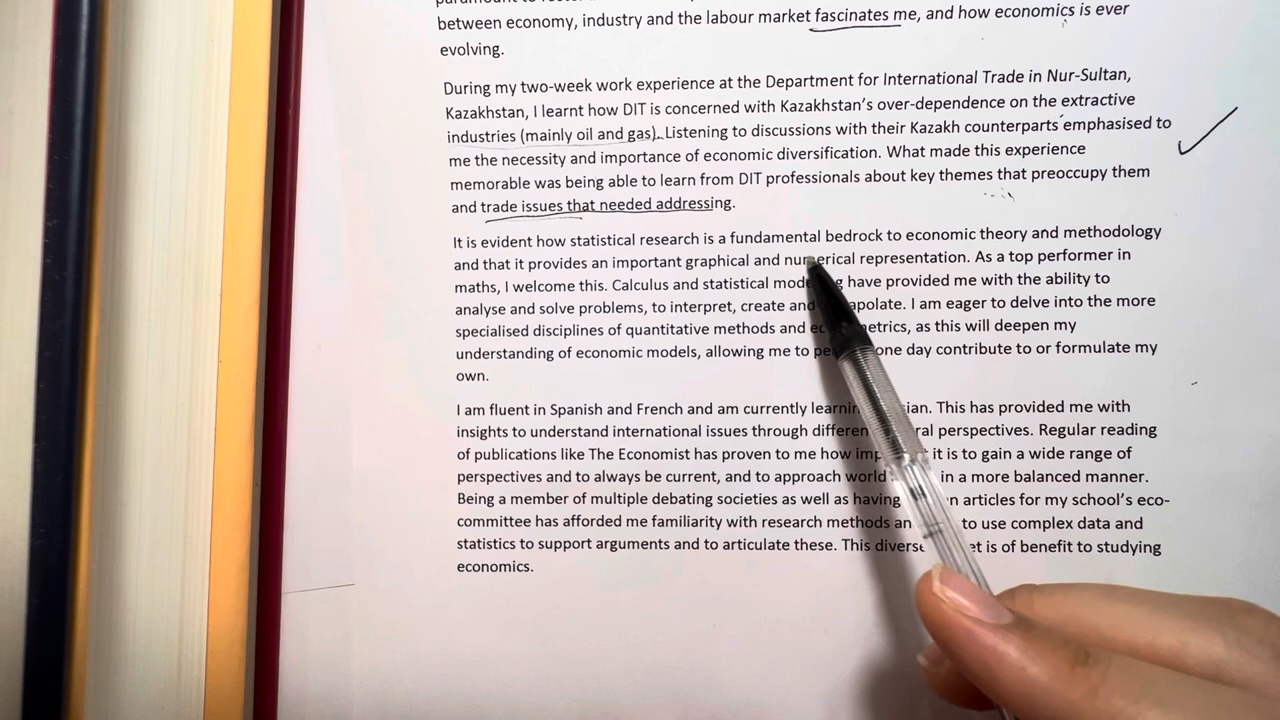 between economy, industry and the labour market fascinates me, and how economics is ever
evolving.
During my two-week work experience at the Department for International Trade in Nur-Sultan,
Kazakhstan, I learnt how DIT is concerned with Kazakhstan's over-dependence on the extractive
industries (mainly oil and gas). Listening to discussions with their Kazakh counterparts emphasised to
me the necessity and importance of economic diversification. What made this experience
memorable was being able to learn from DIT professionals about key themes that preoccupy them
and trade issues that needed addressing.
It is evident how statistical research is a fundamental bedrock to economic theory and methodology
and that it provides an important graphical and numerical representation. As a top performer in
maths, I welcome this. Calculus and statistical have provided me with the ability to
analyse and solve problems, to interpret, create and I am eager to delve into the more
specialised disciplines of quantitative methods and as this will deepen my
understanding of economic models, allowing me to one day contribute to or formulate my
own.
I am fluent in Spanish and French and am currently This has provided me with
insights to understand international issues through perspectives. Regular reading
of publications like The Economist has proven to me how it is to gain a wide range of
perspectives and to always be current, and to approach world in a more balanced manner.
Being a member of multiple debating societies as well as having articles for my school's eco-
committee has afforded me familiarity with research methods to use complex data and
statistics to support arguments and to articulate these. This is of benefit to studying
economics.